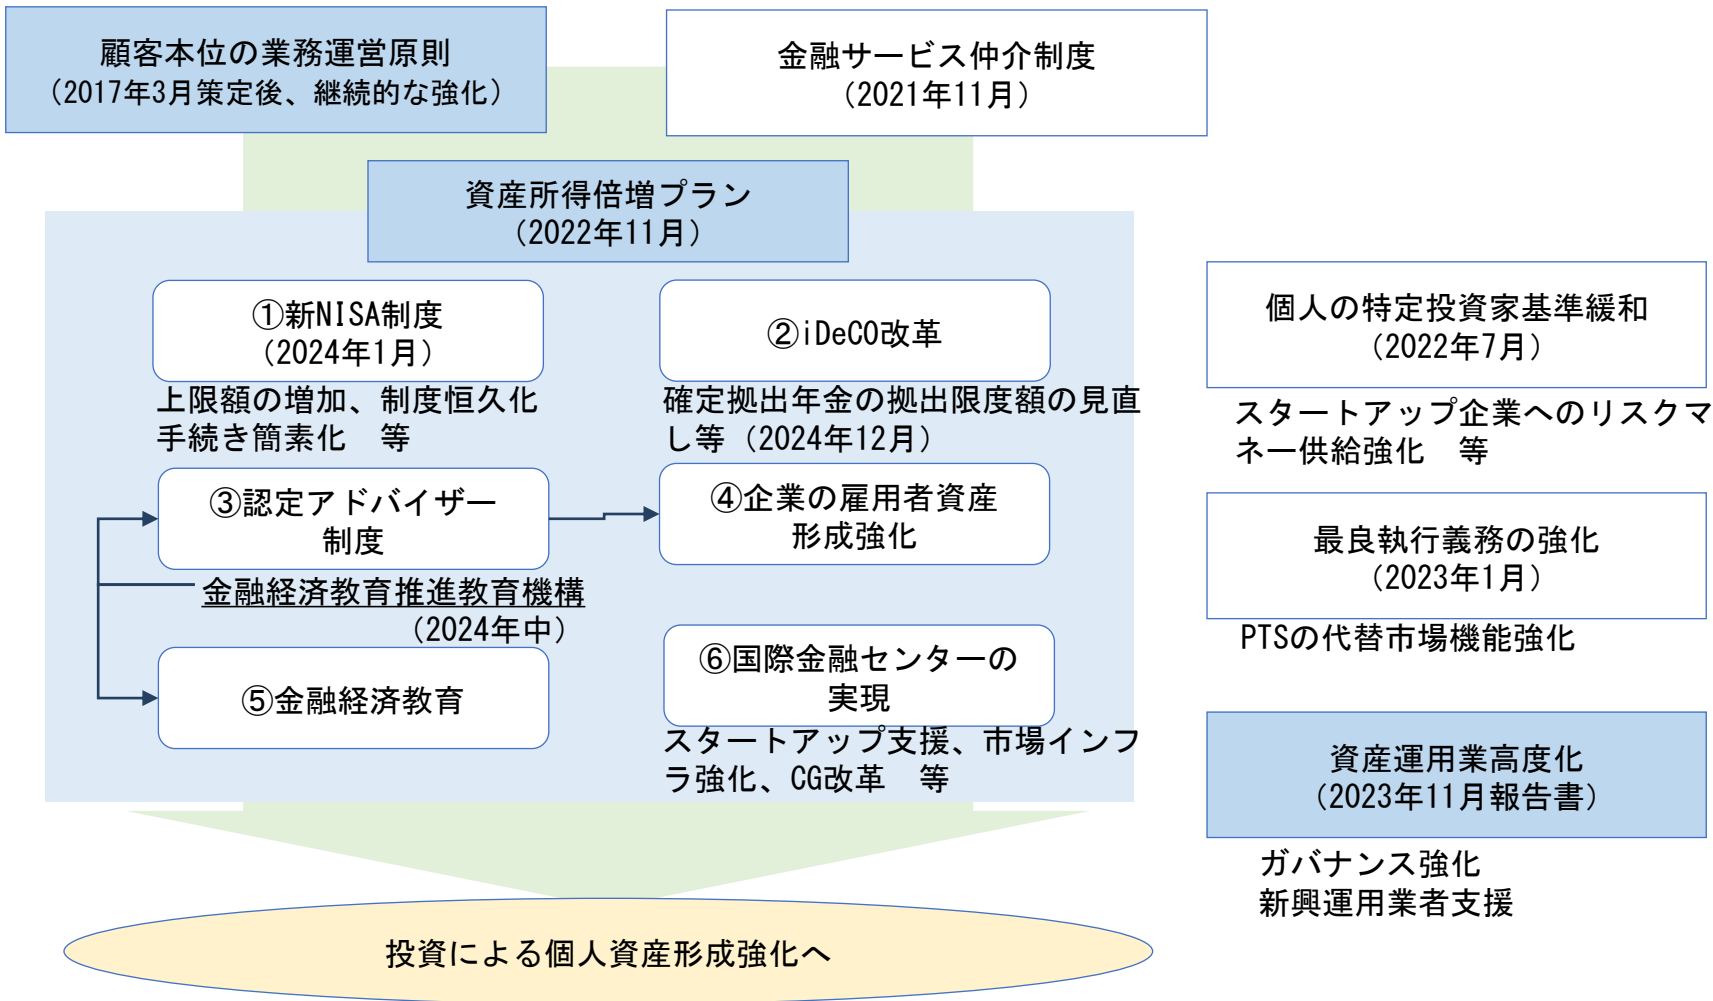 顧客本位の業務運営原則
（2017年3月策定後、継続的な強化）
金融サービス仲介制度
（2021年11月）
資産所得倍増プラン
（2022年11月）
①新NISA制度
（2024年1月）
上限額の増加、制度恒久化
手続き簡素化　等
②iDeCO改革
確定拠出年金の拠出限度額の見直
し等（2024年12月）
③認定アドバイザー
制度
④企業の雇用者資産
形成強化
金融経済教育推進教育機構
（2024年中）
⑤金融経済教育
⑥国際金融センターの
実現
スタートアップ支援、市場インフ
ラ強化、CG改革　等
個人の特定投資家基準緩和
（2022年7月）
スタートアップ企業へのリスクマ
ネー供給強化　等
最良執行義務の強化
（2023年1月）
PTSの代替市場機能強化
資産運用業高度化
（2023年11月報告書）
ガバナンス強化
新興運用業者支援
投資による個人資産形成強化へ